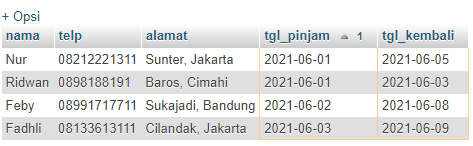 + Opsi
nama telp alamat tgl_pinjam 1 tgl_kembali
Nur 08212221311 Sunter, Jakarta 2021-06-01 2021-06-05
Ridwan 0898188191 Baros, Cimahi 2021-06-01 2021-06-03
Feby 08991717711 Sukajadi, Bandung 2021-06-02 2021-06-08
Fadhli 08133613111 Cilandak, Jakarta 2021-06-03 2021-06-09